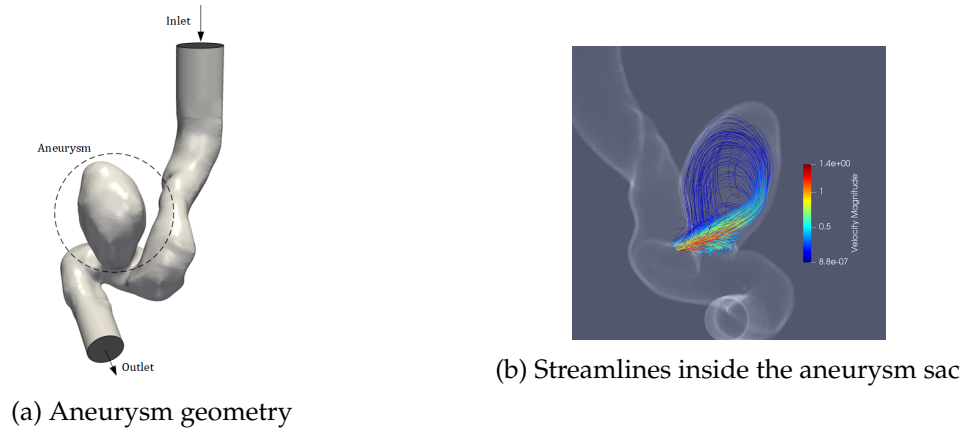 Inlet
Aneurysm
Outlet
(a) Aneurysm geometry
1.4e+00
1
0.5
8.8e-07
Velocity Magnitude
(b) Streamlines inside the aneurysm sac